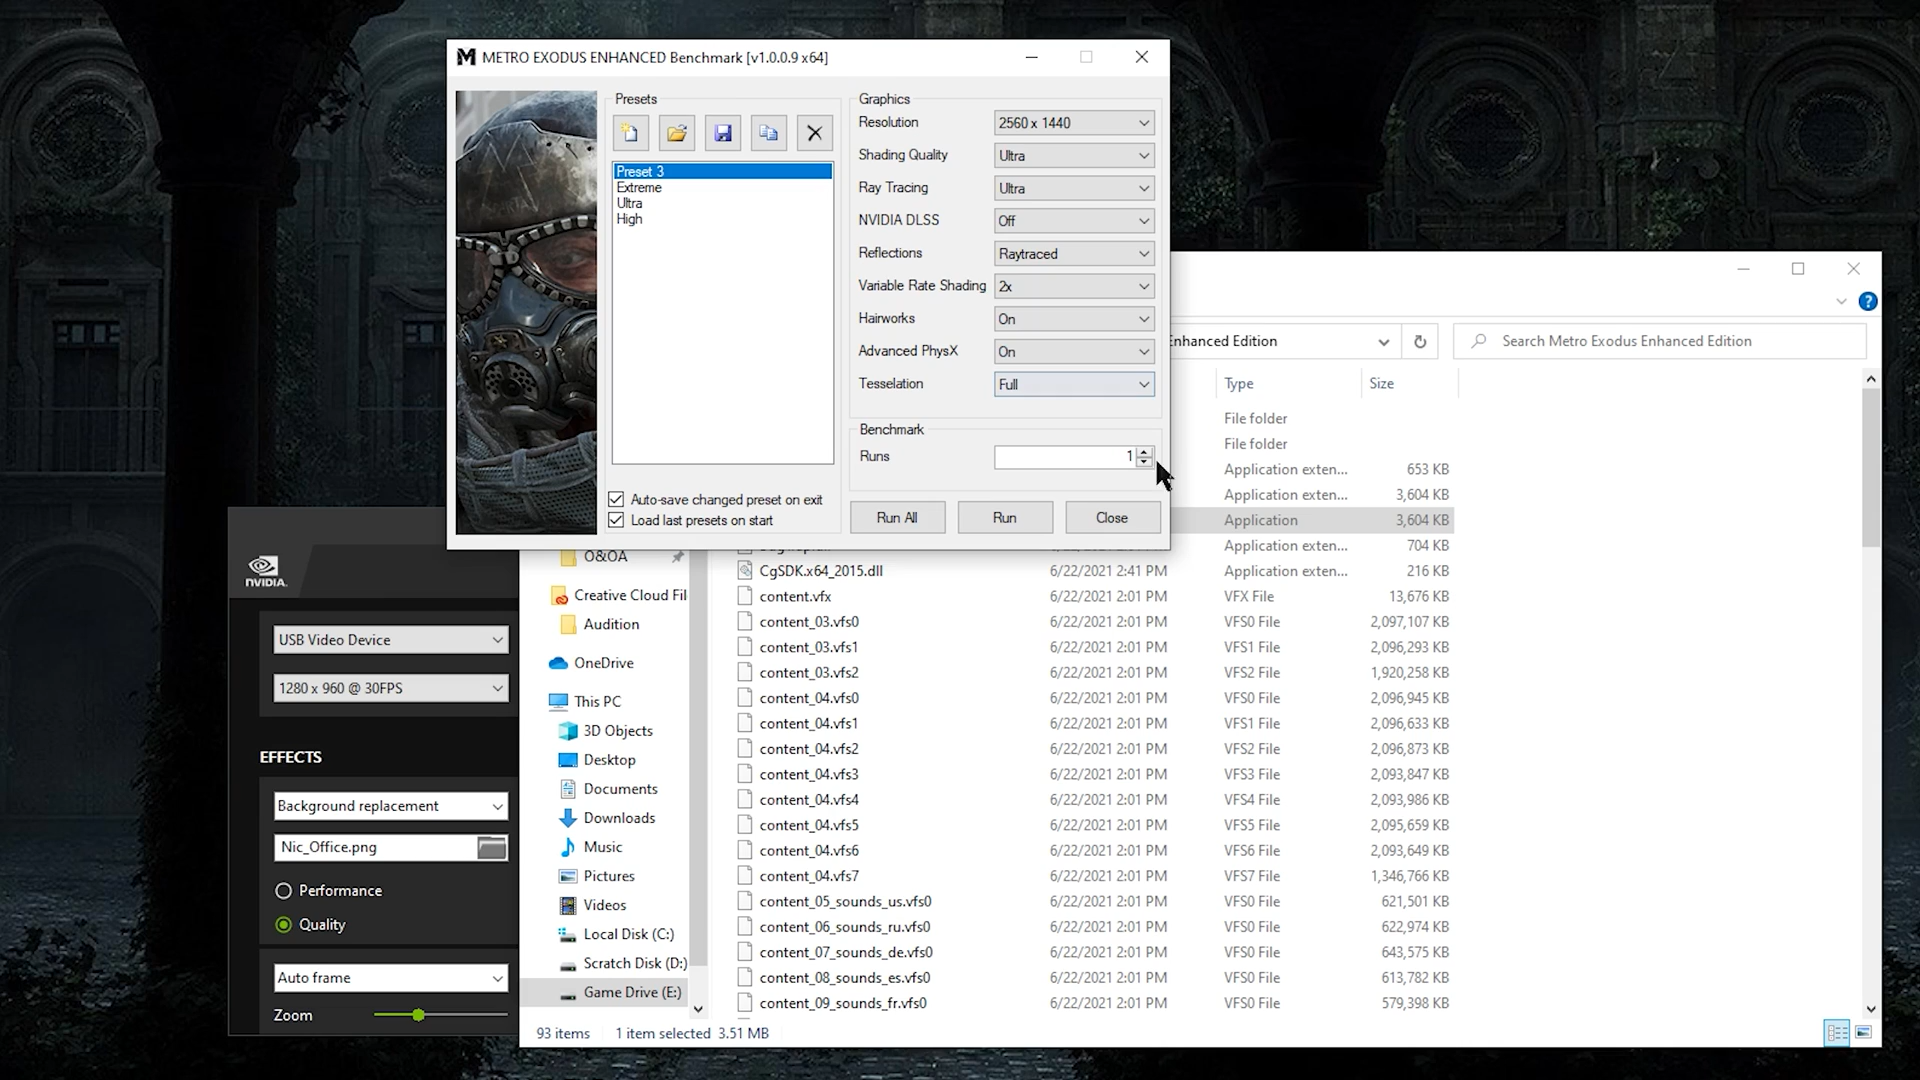 METRO EXODUS ENHANCED Benchmark [v1.0.0.9 x64]
Presets
Preset 3
Extreme
Ultra
High
Auto-save changed preset on exit
Load last presets on start
Graphics
Resolution 2560 x 1440
Shading Quality Ultra
Ray Tracing Ultra
NVIDIA DLSS Off
Reflections Raytraced
Variable Rate Shading 2x
Hairworks On
Advanced PhysX On
Tesselation Full
Benchmark
Runs 1
Run All Run Close
Enhanced Edition
Search Metro Exodus Enhanced Edition
Type Size
File folder
File folder
Application exten... 653 KB
Application exten... 3,604 KB
Application 3,604 KB
Application exten... 704 KB
CgSDK.x64_2015.dll 6/22/2021 2:41 PM Application exten... 216 KB
content.vfx 6/22/2021 2:01 PM VFX File 13,676 KB
content_03.vfs0 6/22/2021 2:01 PM VFS0 File 2,097,107 KB
content_03.vfs1 6/22/2021 2:01 PM VFS1 File 2,096,293 KB
content_03.vfs2 6/22/2021 2:01 PM VFS2 File 1,920,258 KB
content_04.vfs0 6/22/2021 2:01 PM VFS0 File 2,096,945 KB
content_04.vfs1 6/22/2021 2:01 PM VFS1 File 2,096,633 KB
content_04.vfs2 6/22/2021 2:01 PM VFS2 File 2,096,873 KB
content_04.vfs3 6/22/2021 2:01 PM VFS3 File 2,093,847 KB
content_04.vfs4 6/22/2021 2:01 PM VFS4 File 2,093,986 KB
content_04.vfs5 6/22/2021 2:01 PM VFS5 File 2,095,659 KB
content_04.vfs6 6/22/2021 2:01 PM VFS6 File 2,093,649 KB
content_04.vfs7 6/22/2021 2:01 PM VFS7 File 1,346,766 KB
content_05_sounds_us.vfs0 6/22/2021 2:01 PM VFS0 File 621,501 KB
content_06_sounds_ru.vfs0 6/22/2021 2:01 PM VFS0 File 622,974 KB
content_07_sounds_de.vfs0 6/22/2021 2:01 PM VFS0 File 643,575 KB
content_08_sounds_es.vfs0 6/22/2021 2:01 PM VFS0 File 613,782 KB
content_09_sounds_fr.vfs0 6/22/2021 2:01 PM VFS0 File 579,398 KB
O&OA
Creative Cloud Fil
Audition
OneDrive
This PC
3D Objects
Desktop
Documents
Downloads
Music
Pictures
Videos
Local Disk (C:)
Scratch Disk (D:)
Game Drive (E:)
93 items 1 item selected 3.51 MB
NVIDIA.
USB Video Device
1280 x 960 @ 30FPS
EFFECTS
Background replacement
Nic_Office.png
Performance
Quality
Auto frame
Zoom